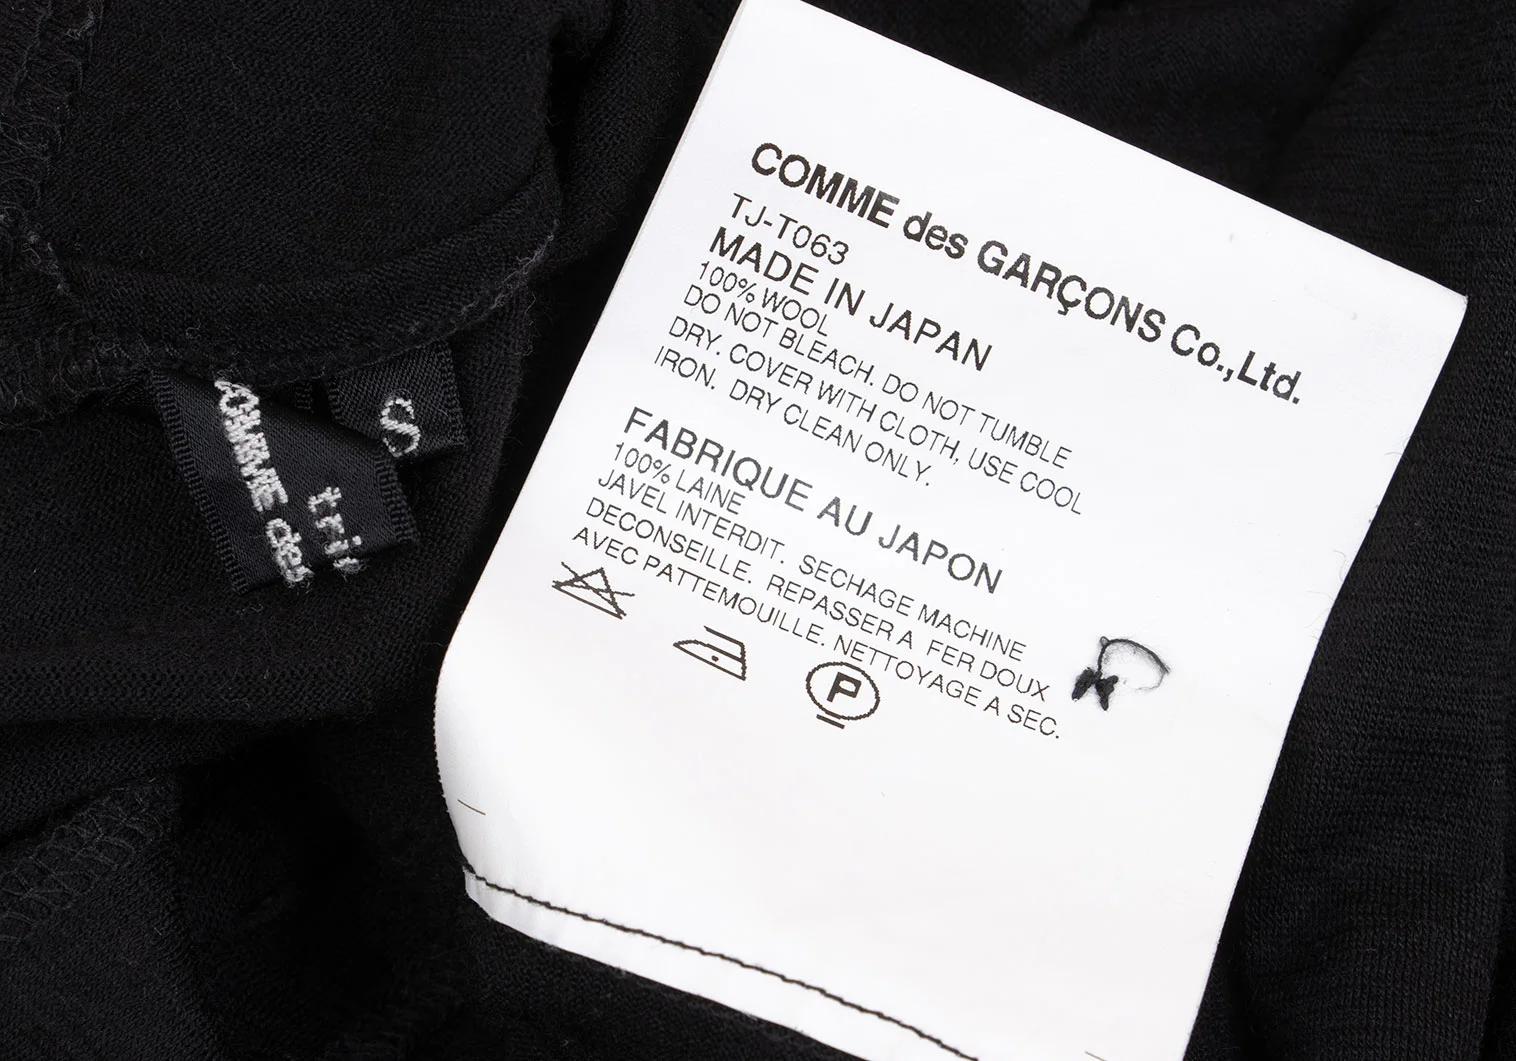 COMME des GARÇONS Co.,Ltd.
TJ-T063
MADE IN JAPAN
100% WOOL
DO NOT BLEACH. DO NOT TUMBLE
DRY. COVER WITH CLOTH, USE COOL
IRON. DRY CLEAN ONLY.
FABRIQUE AU JAPON
100% LAINE
JAVEL INTERDIT. SECHAGE MACHINE
DECONSEILLE. REPASSER A FER DOUX
AVEC PATTEMOUILLE. NETTOYAGE A SEC.
P
S
COMME des